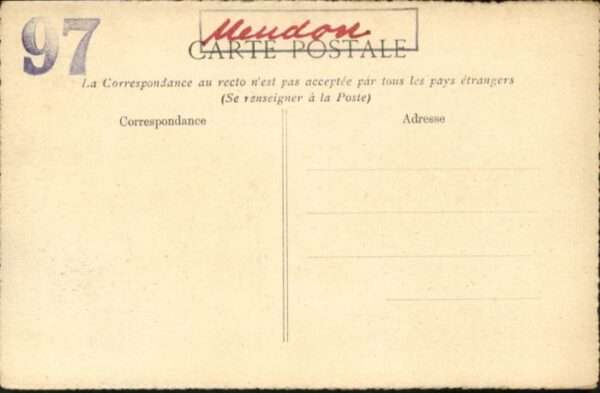 97
Meudon
CARTE POSTALE
La Correspondance au recto n'est pas acceptée par tous les pays étrangers
(Se renseigner à la Poste)
Correspondance
Adresse